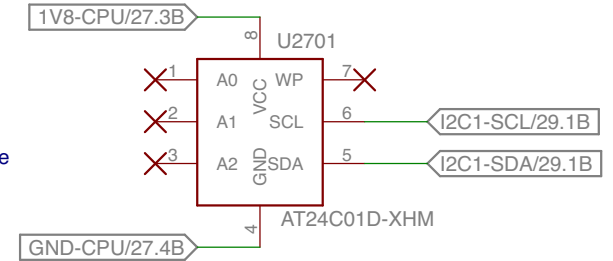 1V8-CPU/27.3B
8
U2701
1 A0 VCC WP 7
2 A1 SCL 6 I2C1-SCL/29.1B
e 3 A2 GND SDA 5 I2C1-SDA/29.1B
4
AT24C01D-XHM
GND-CPU/27.4B